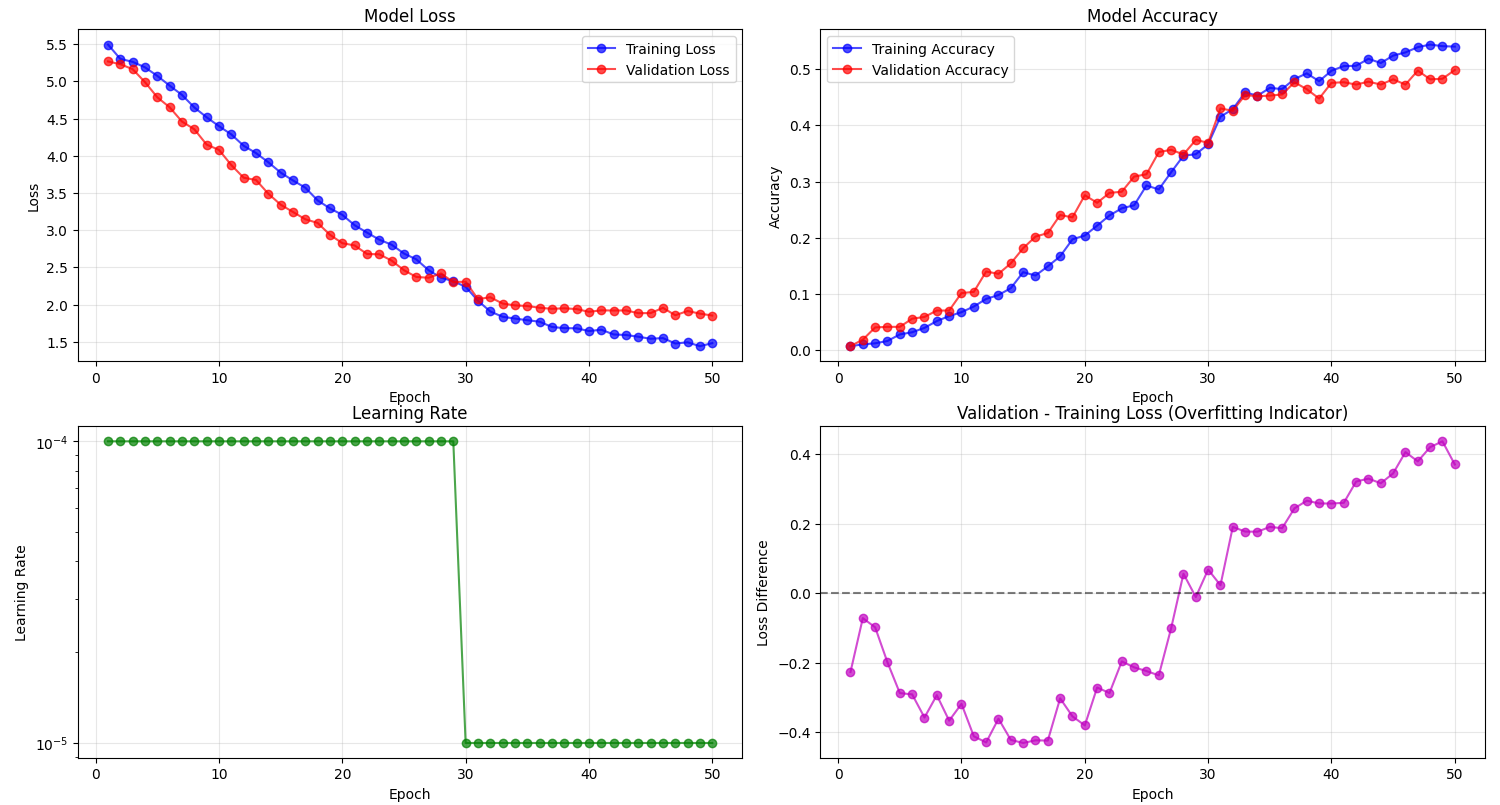 Model Loss
5.5
5.0
4.5
4.0
3.5
3.0
2.5
2.0
1.5
Loss
Training Loss
Validation Loss
0 10 20 30 40 50
Epoch
Model Accuracy
0.5
0.4
0.3
0.2
0.1
0.0
Accuracy
Training Accuracy
Validation Accuracy
0 10 20 30 40 50
Epoch
Learning Rate
10⁻⁴
10⁻⁵
Learning Rate
0 10 20 30 40 50
Epoch
Validation - Training Loss (Overfitting Indicator)
0.4
0.2
0.0
−0.2
−0.4
Loss Difference
0 10 20 30 40 50
Epoch